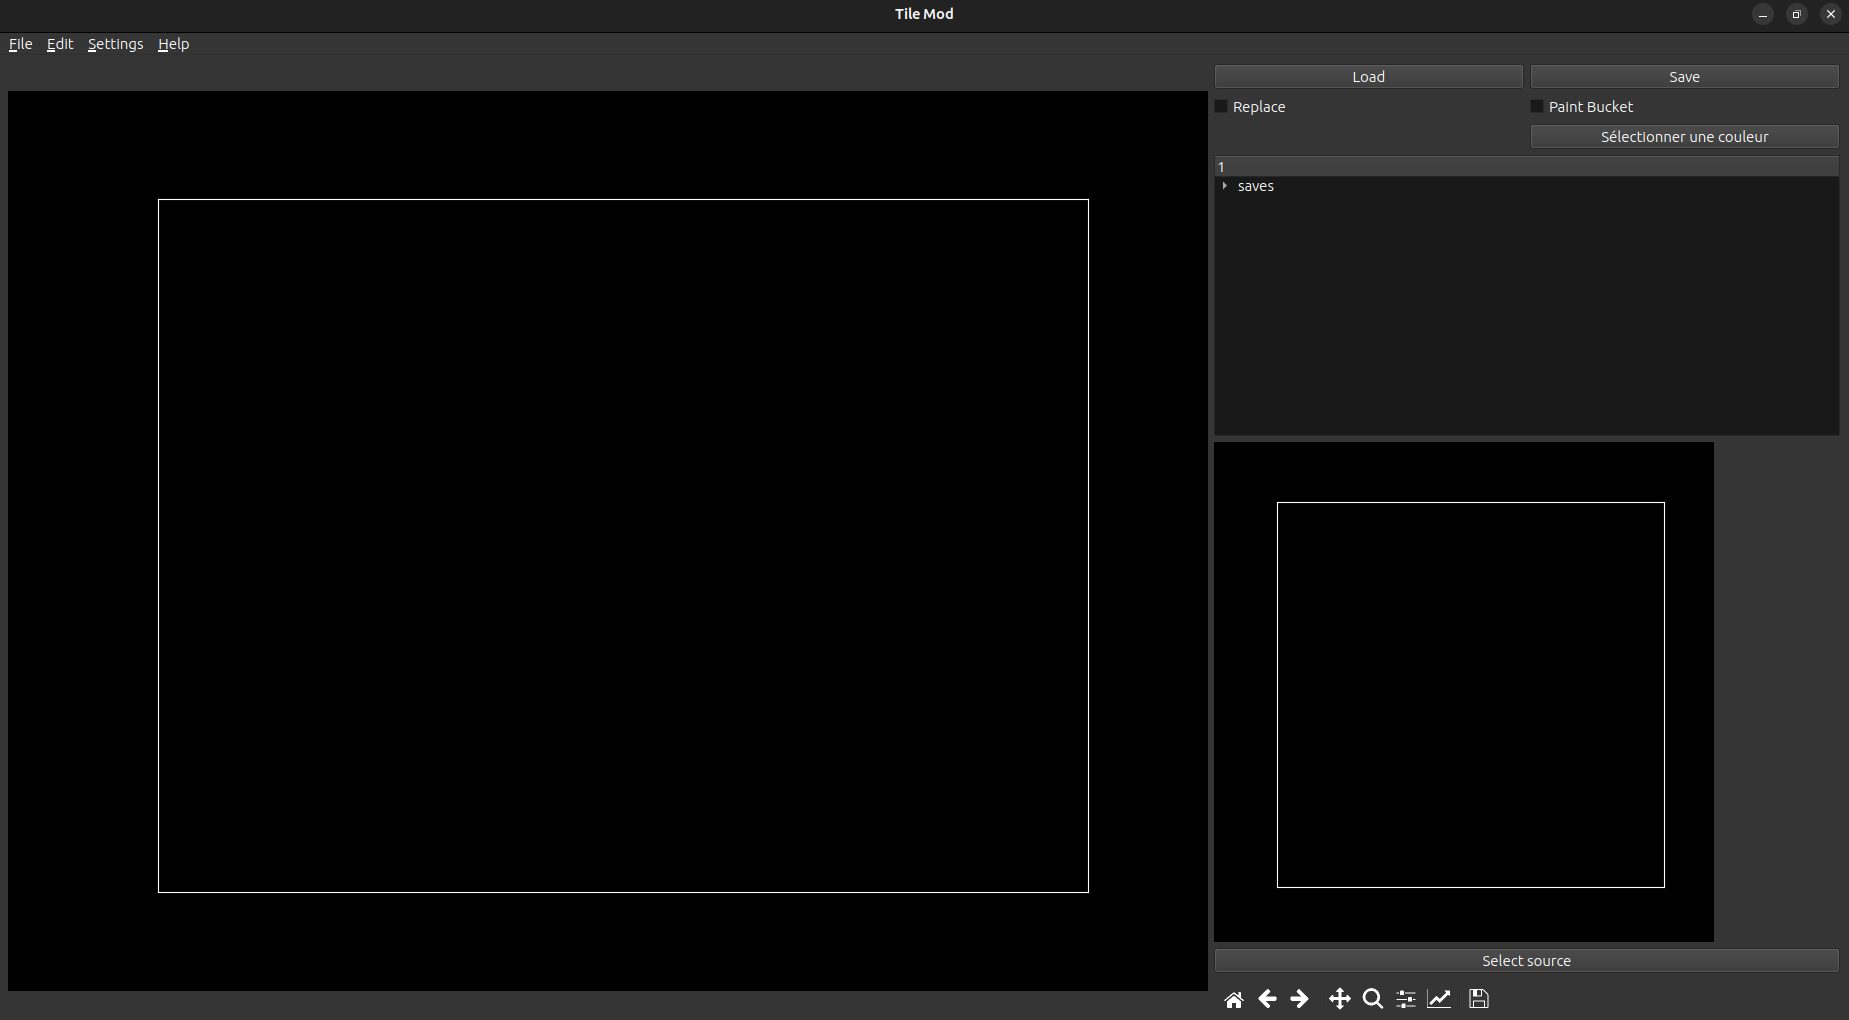 Tile Mod
File Edit Settings Help
Load Save
Replace Paint Bucket
Sélectionner une couleur
1
saves
Select source